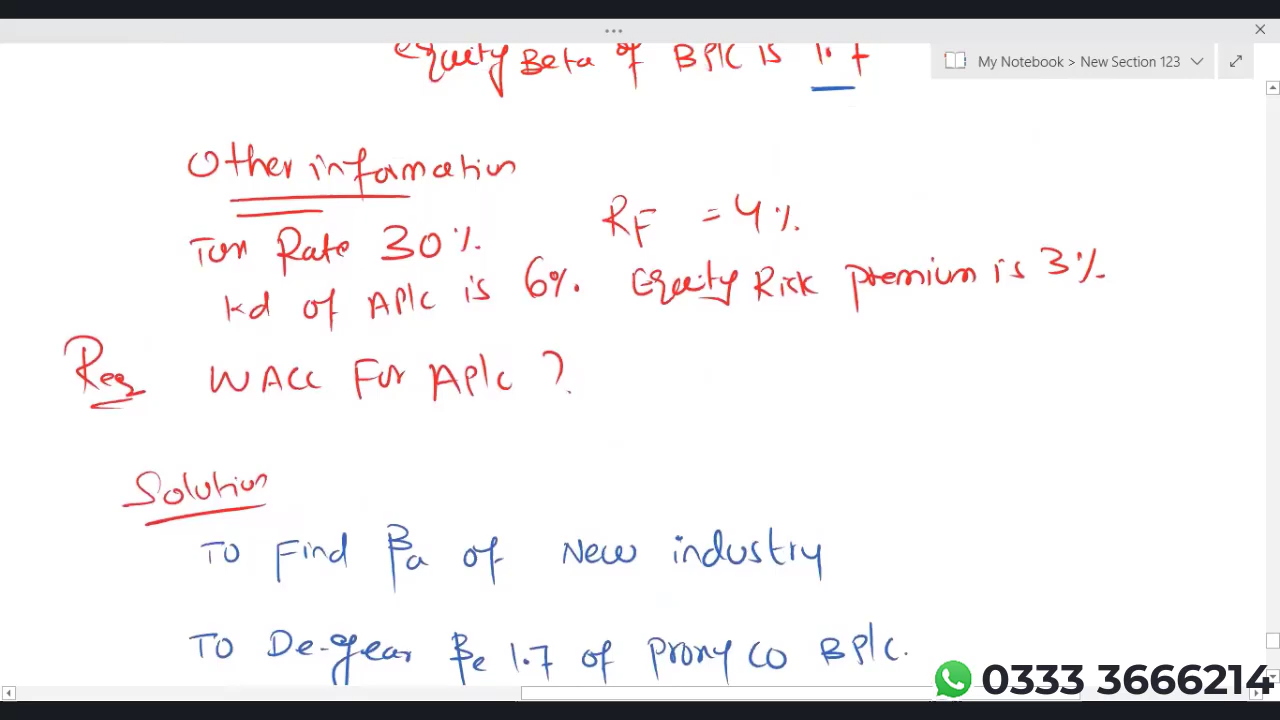 My Notebook > New Section 123
equity Beta of BPlc is 1.7
Other information
Tax Rate 30%.
RF = 4%
Kd of APlc is 6%. Equity Risk premium is 3%
Req WACC For APlc ?
Solution
TO Find βa of New industry
TO De-gear βe 1.7 of proxy CO BPlc.
0333 3666214